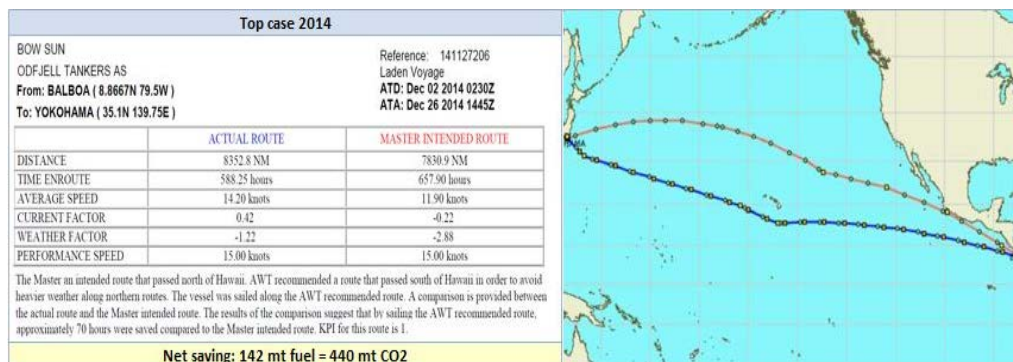 Top case 2014
BOW SUN
ODFJELL TANKERS AS
From: BALBOA ( 8.8667N 79.5W )
To: YOKOHAMA ( 35.1N 139.75E )
Reference: 141127206
Laden Voyage
ATD: Dec 02 2014 0230Z
ATA: Dec 26 2014 1445Z
ACTUAL ROUTE MASTER INTENDED ROUTE
DISTANCE 8352.8 NM 7830.9 NM
TIME ENROUTE 588.25 hours 657.90 hours
AVERAGE SPEED 14.20 knots 11.90 knots
CURRENT FACTOR 0.42 -0.22
WEATHER FACTOR -1.22 -2.88
PERFORMANCE SPEED 15.00 knots 15.00 knots
The Master an intended route that passed north of Hawaii. AWT recommended a route that passed south of Hawaii in order to avoid
heavier weather along northern routes. The vessel was sailed along the AWT recommended route. A comparison is provided between
the actual route and the Master intended route. The results of the comparison suggest that by sailing the AWT recommended route,
approximately 70 hours were saved compared to the Master intended route. KPI for this route is 1.
Net saving: 142 mt fuel = 440 mt CO2